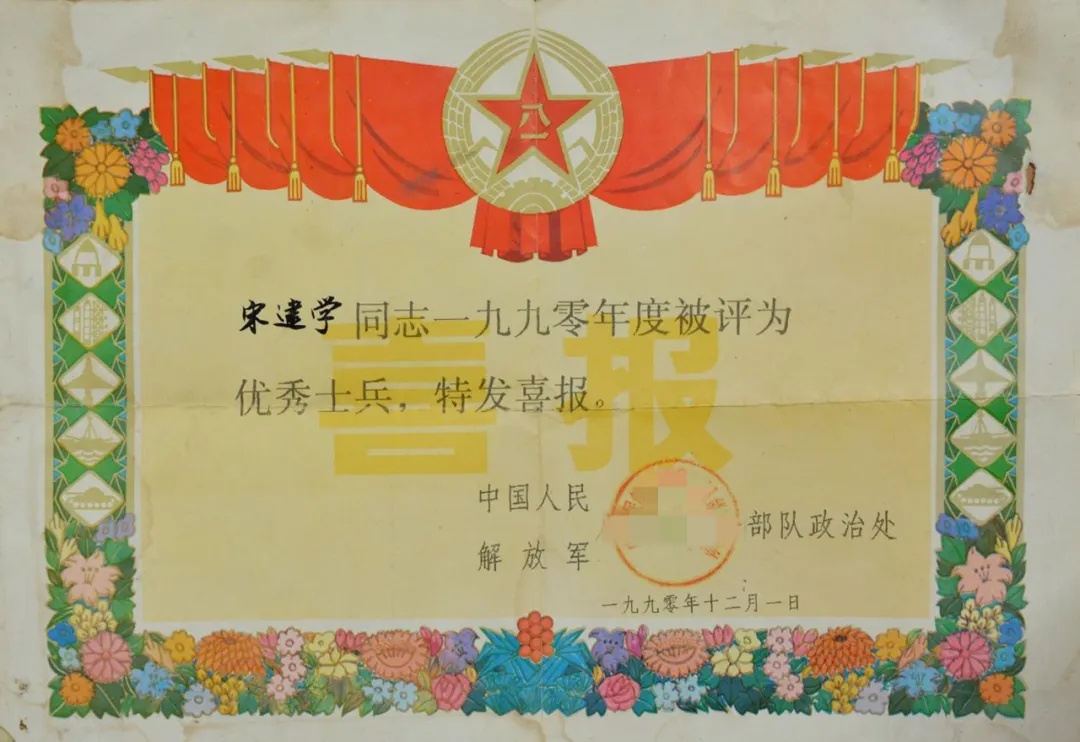 八一
宋建学同志一九九零年度被评为
优秀士兵，特发喜报。
喜报
中国人民
解放军
部队政治处
一九九零年十二月一日